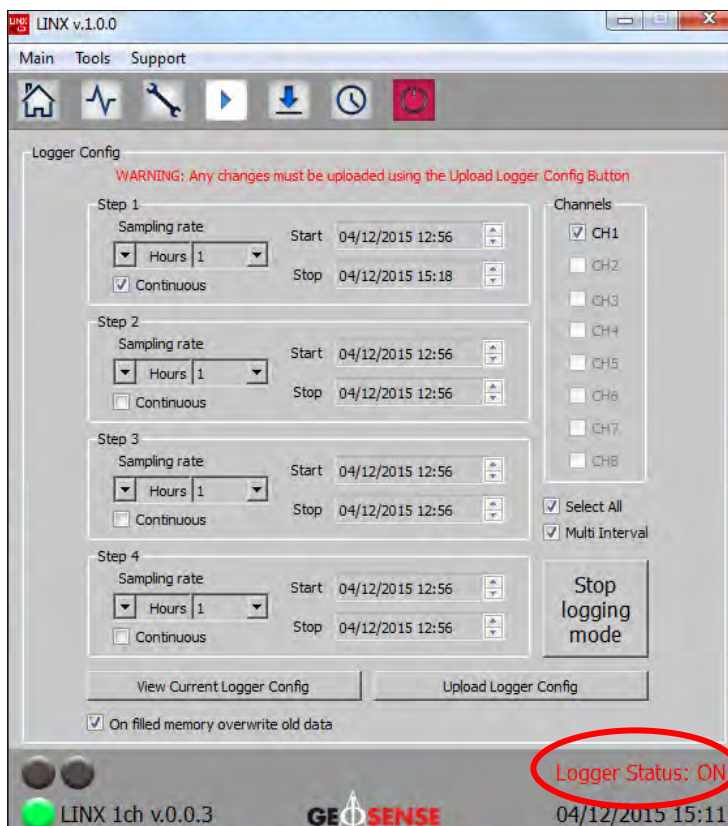 LINX v.1.0.0
Main Tools Support
Logger Config
WARNING: Any changes must be uploaded using the Upload Logger Config Button
Step 1
Sampling rate
Hours 1
Continuous
Start 04/12/2015 12:56
Stop 04/12/2015 15:18
Step 2
Sampling rate
Hours 1
Continuous
Start 04/12/2015 12:56
Stop 04/12/2015 12:56
Step 3
Sampling rate
Hours 1
Continuous
Start 04/12/2015 12:56
Stop 04/12/2015 12:56
Step 4
Sampling rate
Hours 1
Continuous
Start 04/12/2015 12:56
Stop 04/12/2015 12:56
Channels
CH1
CH2
CH3
CH4
CH5
CH6
CH7
CH8
Select All
Multi Interval
Stop
logging
mode
View Current Logger Config
Upload Logger Config
On filled memory overwrite old data
Logger Status: ON
LINX 1ch v.0.0.3
GEOSENSE
04/12/2015 15:11